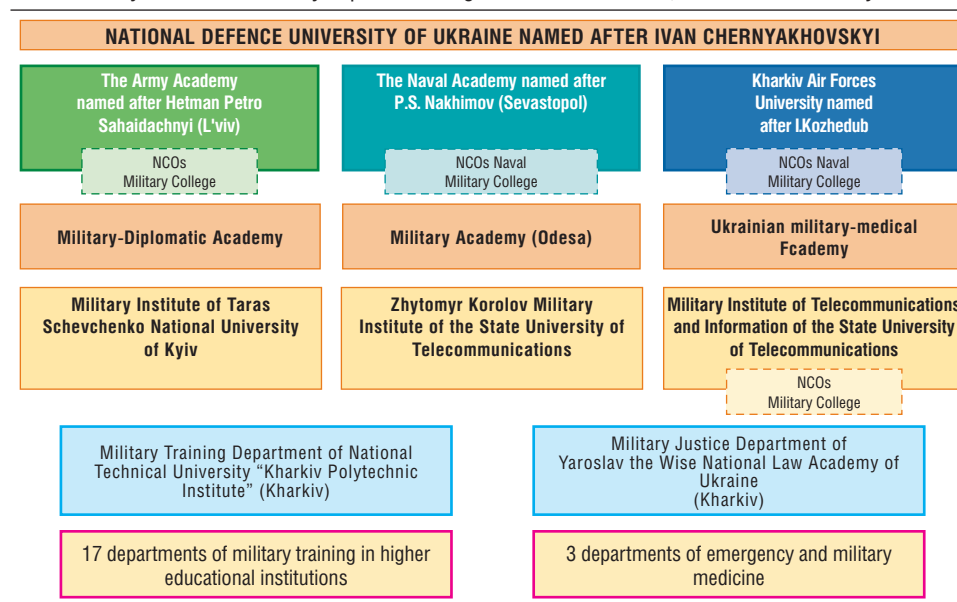 NATIONAL DEFENCE UNIVERSITY OF UKRAINE NAMED AFTER IVAN CHERNYAKHOVSKYI
The Army Academy
named after Hetman Petro
Sahaidachnyi (L'viv)
NCOs
Military College
The Naval Academy named after
P.S. Nakhimov (Sevastopol)
NCOs Naval
Military College
Kharkiv Air Forces
University named
after I.Kozhedub
NCOs Naval
Military College
Military-Diplomatic Academy
Military Academy (Odesa)
Ukrainian military-medical
Fcademy
Military Institute of Taras
Schevchenko National University
of Kyiv
Zhytomyr Korolov Military
Institute of the State University of
Telecommunications
Military Institute of Telecommunications
and Information of the State University
of Telecommunications
NCOs
Military College
Military Training Department of National
Technical University “Kharkiv Polytechnic
Institute” (Kharkiv)
Military Justice Department of
Yaroslav the Wise National Law Academy of
Ukraine
(Kharkiv)
17 departments of military training in higher
educational institutions
3 departments of emergency and military
medicine